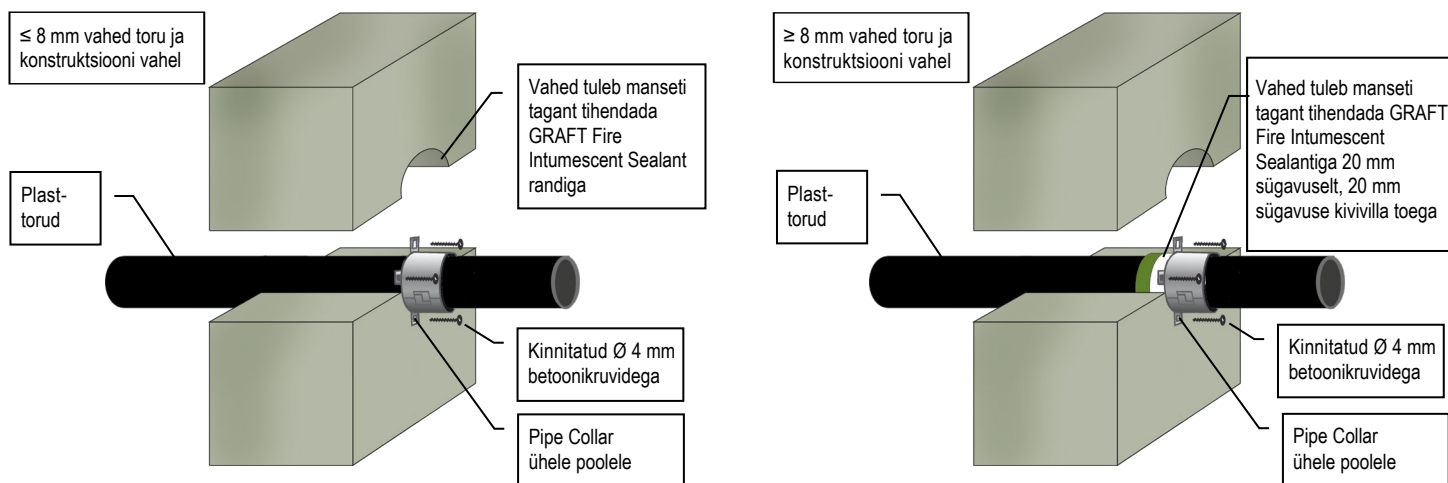 ≤ 8 mm vahed toru ja
konstruktsiooni vahel
Vahed tuleb manseti
tagant tihendada
GRAFT Fire
Intumescent Sealant
randiga
Plast-
torud
Kinnitatud Ø 4 mm
betoonikruvidega
Pipe Collar
ühele poolele
≥ 8 mm vahed toru ja
konstruktsiooni vahel
Vahed tuleb manseti
tagant tihendada GRAFT
Fire Intumescent
Sealantiga 20 mm
sügavuselt, 20 mm
sügavuse kivivilla toega
Plast-
torud
Kinnitatud Ø 4 mm
betoonikruvidega
Pipe Collar
ühele poolele